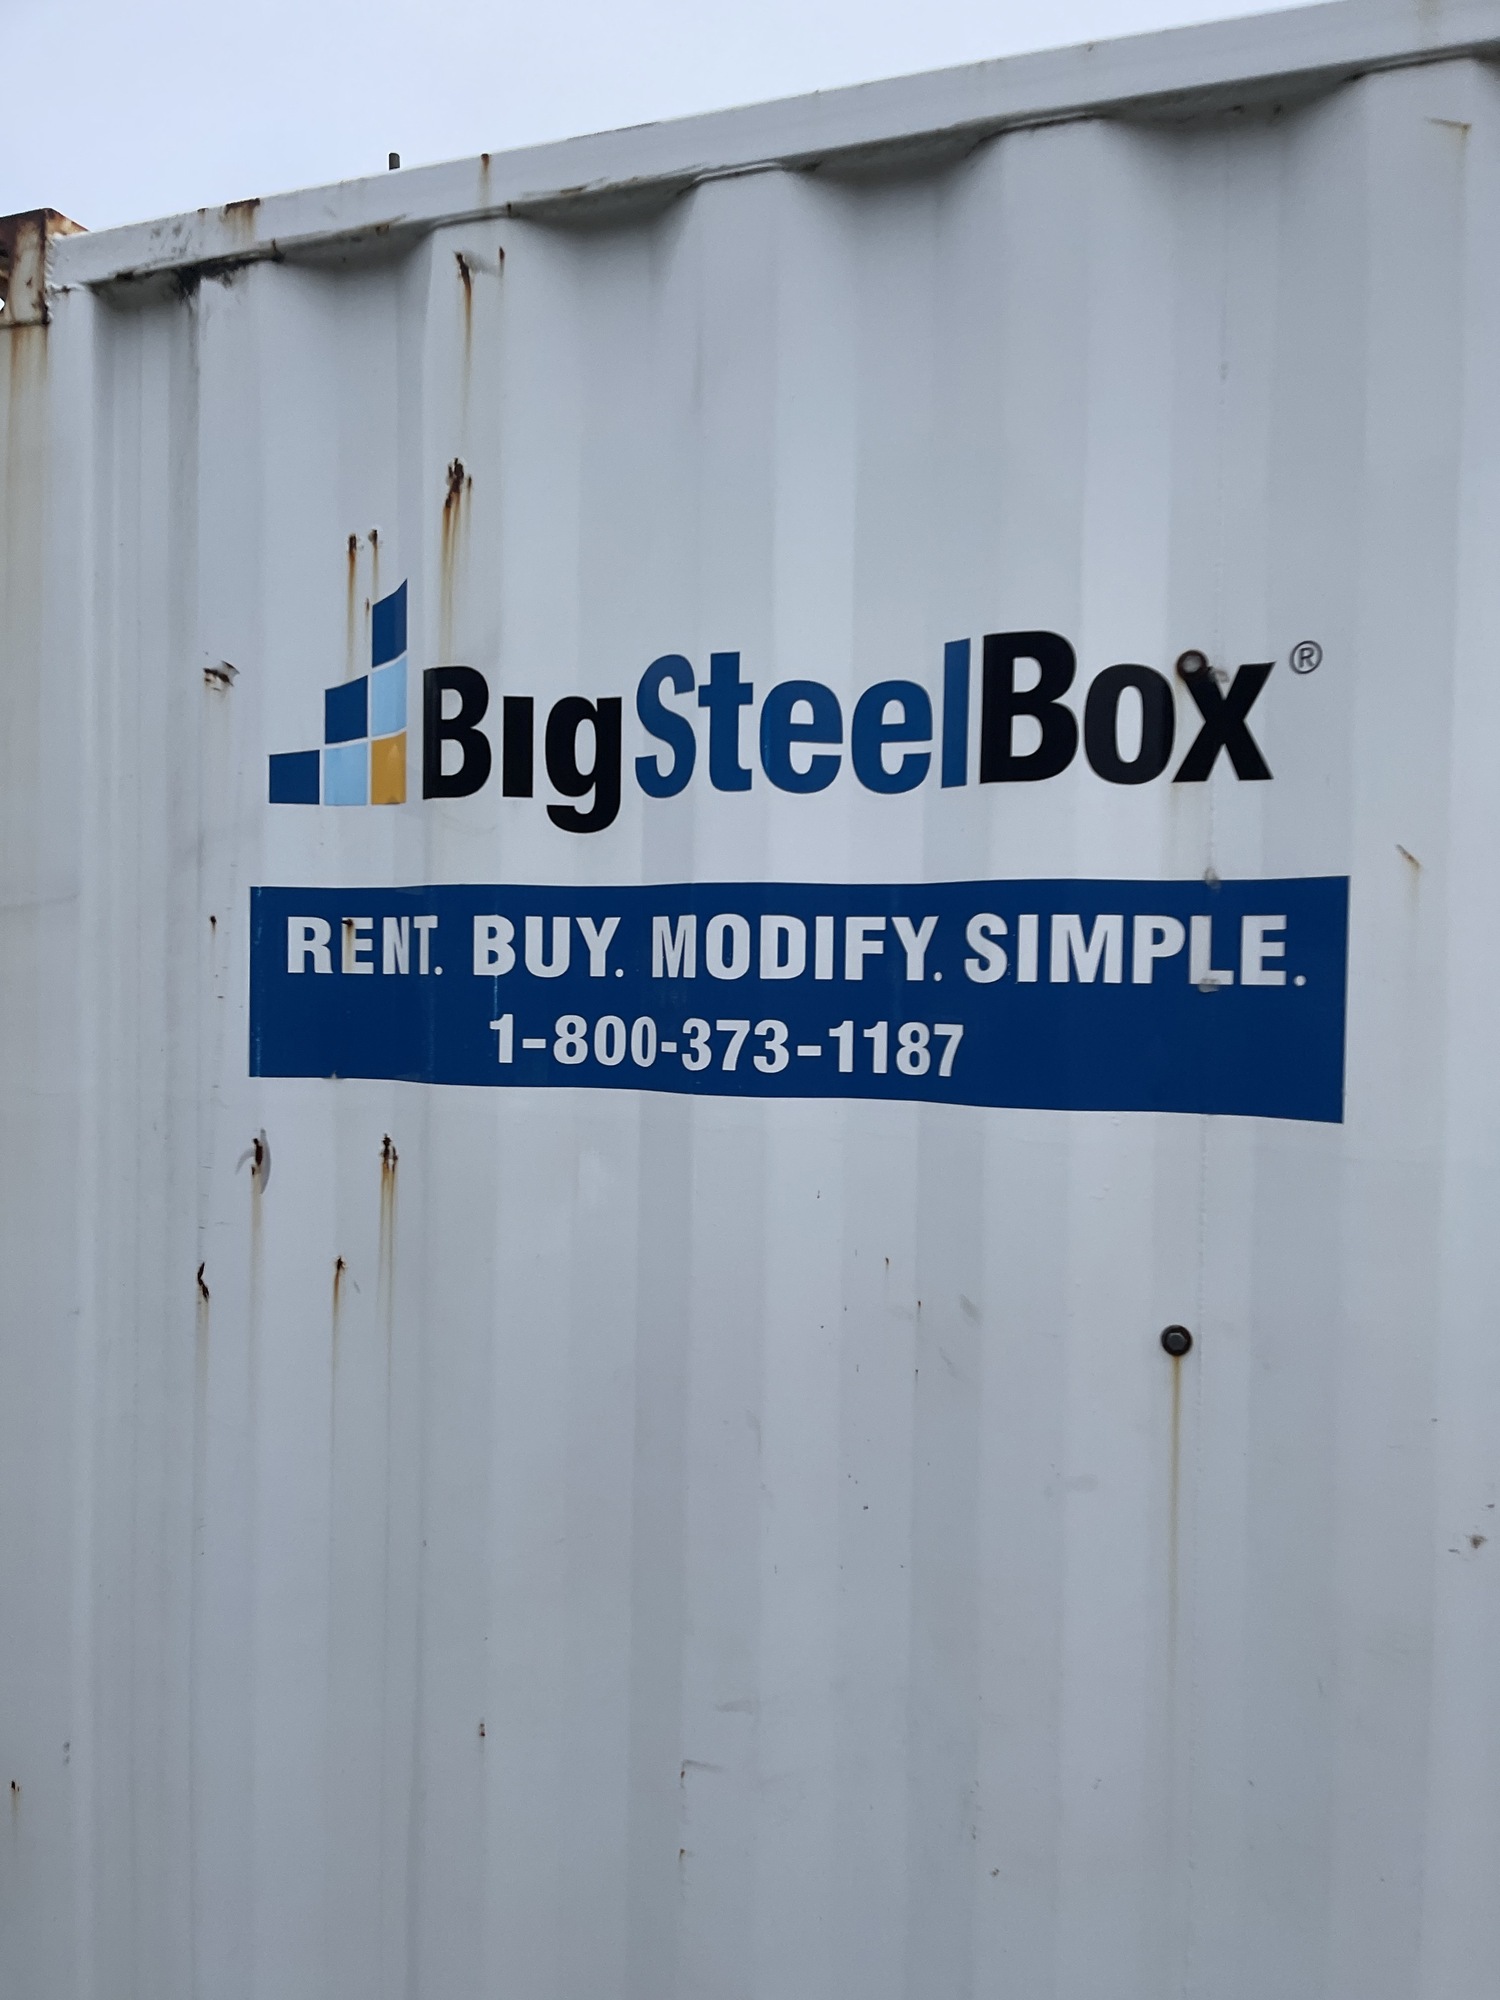 BigSteelBox®
RENT. BUY. MODIFY. SIMPLE.
1-800-373-1187